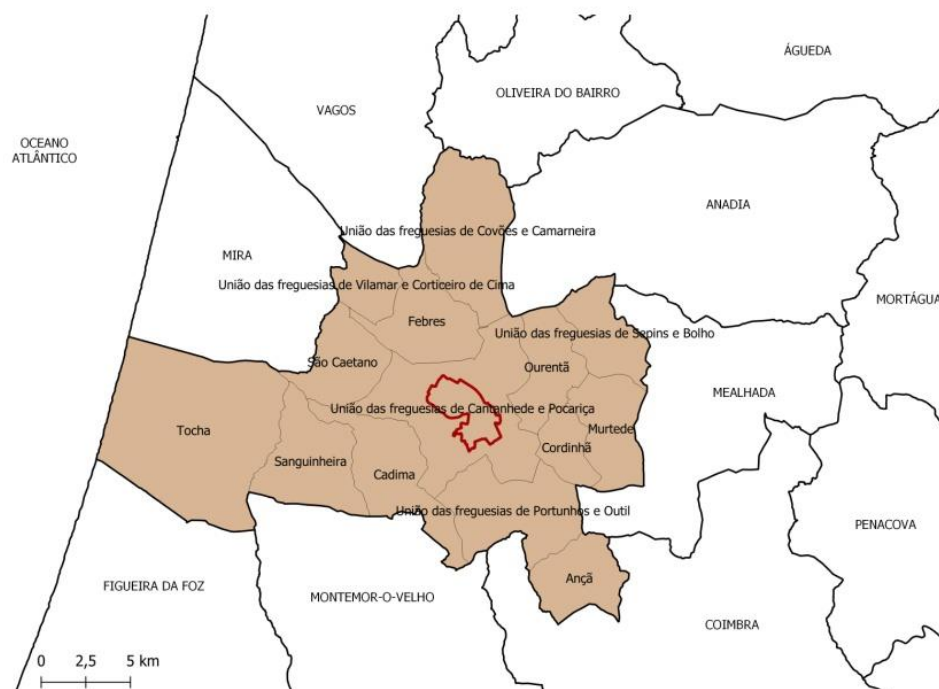 ÁGUEDA
OLIVEIRA DO BAIRRO
VAGOS
OCEANO
ATLÂNTICO
ANADIA
União das freguesias de Covões e Camarneira
MIRA
União das freguesias de Vilamar e Corticeiro de Cima
MORTÁGUA
Febres
União das freguesias de Sepins e Bolho
São Caetano
Ourentã
MEALHADA
União das freguesias de Cantanhede e Pocariça
Tocha
Murtede
Cordinhã
Sanguinheira
Cadima
União das freguesias de Portunhos e Outil
PENACOVA
Ançã
FIGUEIRA DA FOZ
MONTEMOR-O-VELHO
COIMBRA
0 2,5 5 km